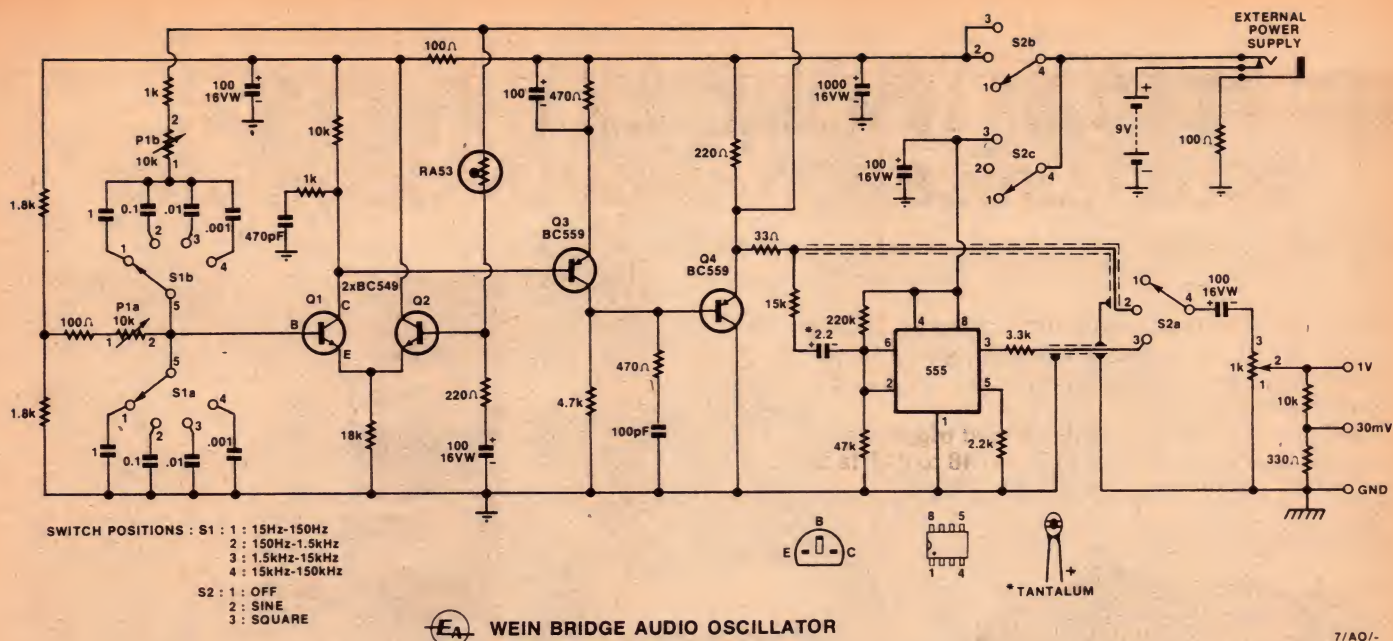 EXTERNAL
POWER
SUPPLY
3
S2b
2
4
1
100Ω
100
16VW
1k
2
P1b
10k
1
10k
100
470Ω
1000
16VW
220Ω
100
16VW
3
S2c
2
4
1
9V
100Ω
RA53
1.8k
1
0.1
.01
.001
1
2
3
4
S1b
5
1k
470pF
Q3
BC559
33Ω
Q4
BC559
2xBC549
Q1
C
B
E
Q2
P1a
100Ω
10k
1
2
15k
220k
*2.2
4
8
6
3
555
2
5
1
3.3k
1
2
4
3
S2a
100
16VW
3
1k
1
1V
10k
30mV
330Ω
GND
5
S1a
1
2
3
4
1.8k
1
0.1
.01
.001
18k
220Ω
100
16VW
4.7k
470Ω
100pF
47k
2.2k
SWITCH POSITIONS : S1 : 1 : 15Hz-150Hz
2 : 150Hz-1.5kHz
3 : 1.5kHz-15kHz
4 : 15kHz-150kHz
S2 : 1 : OFF
2 : SINE
3 : SQUARE
B
E
C
8 5
1 4
+
*TANTALUM
EA WEIN BRIDGE AUDIO OSCILLATOR
7/AO/-